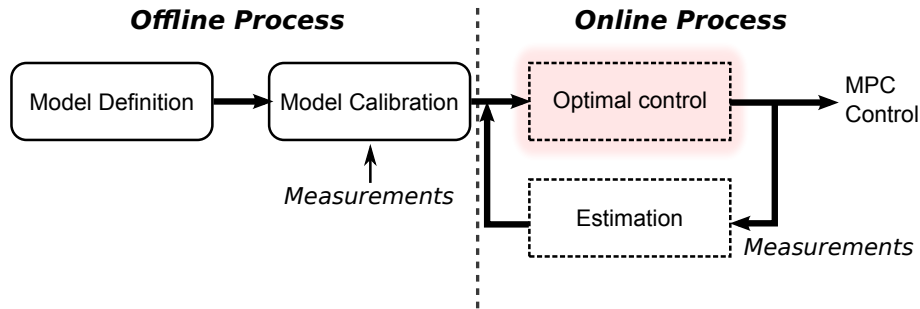 Offline Process
Online Process
Model Definition
Model Calibration
Optimal control
MPC
Control
Measurements
Estimation
Measurements